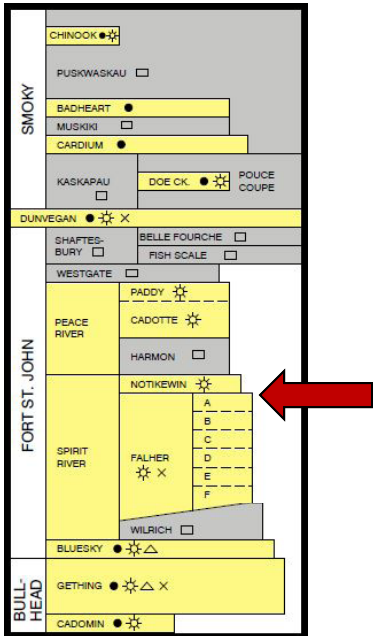 CHINOOK
PUSKWASKAU
BADHEART
MUSKIKI
CARDIUM
KASKAPAU
DOE CK.
POUCE
COUPE
SMOKY
DUNVEGAN
SHAFTES-
BURY
BELLE FOURCHE
FISH SCALE
WESTGATE
PADDY
PEACE
RIVER
CADOTTE
HARMON
NOTIKEWIN
FORT ST. JOHN
SPIRIT
RIVER
FALHER
A
B
C
D
E
F
WILRICH
BLUESKY
BULL-
HEAD
GETHING
CADOMIN